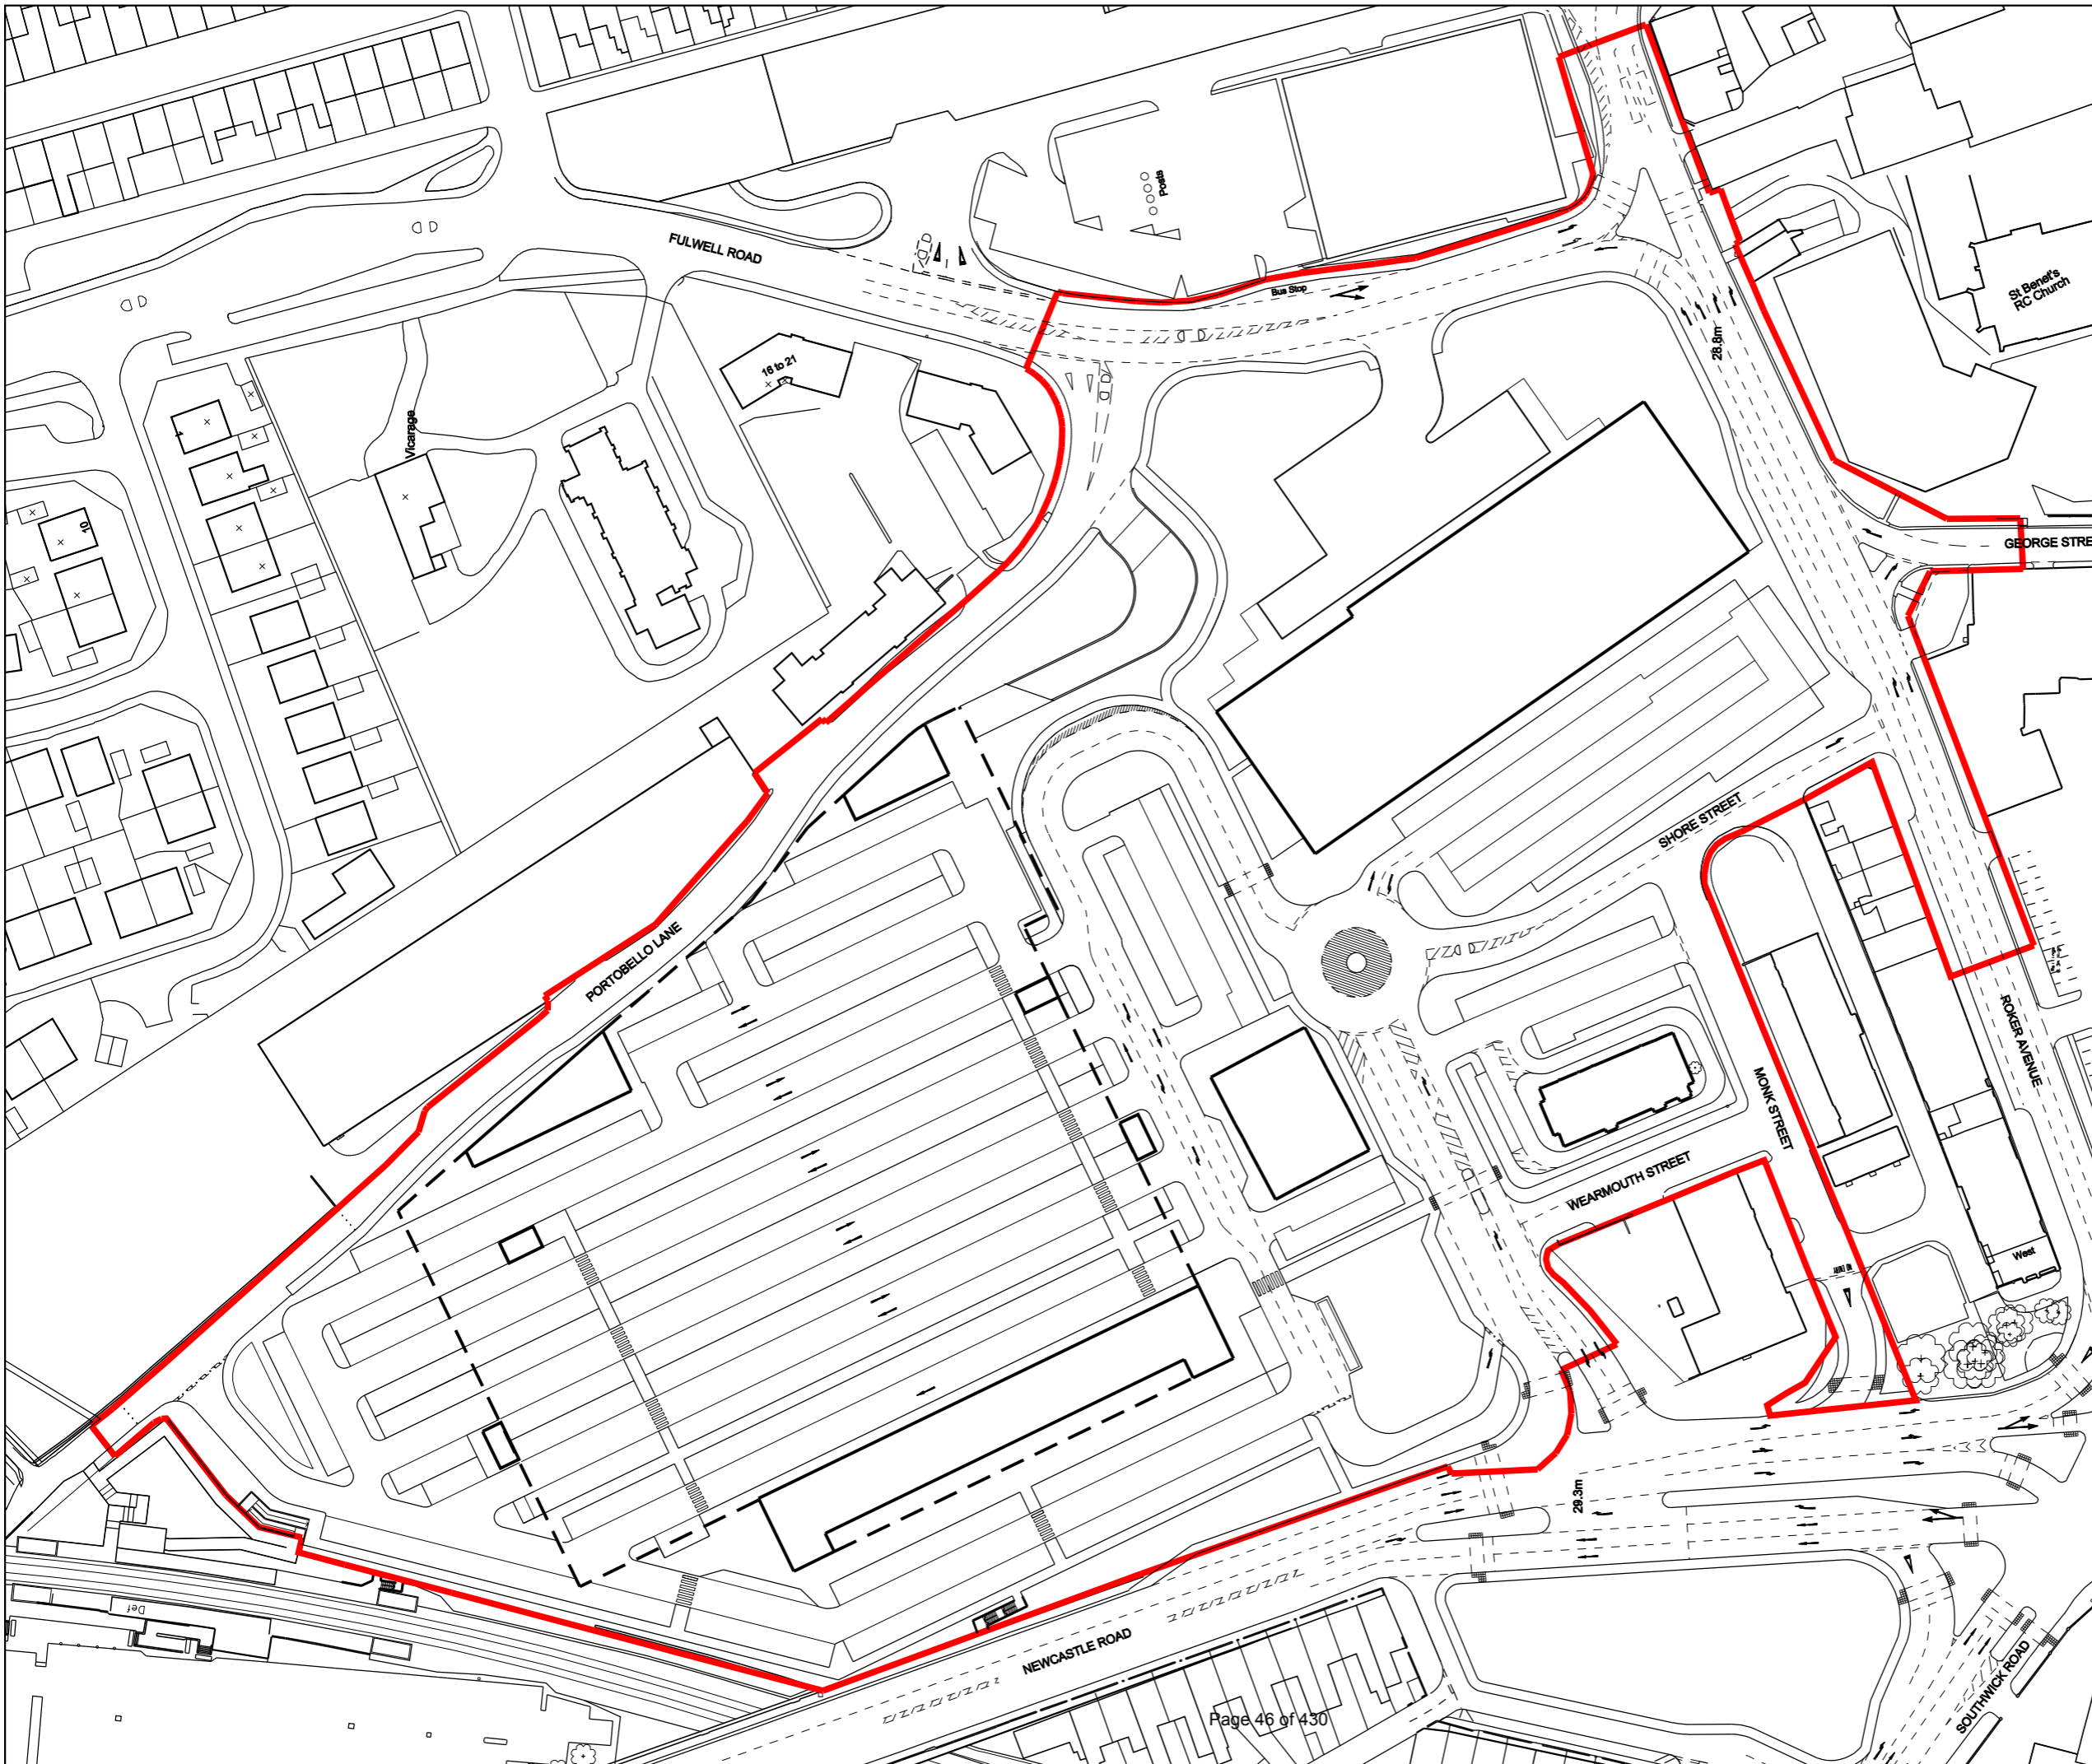 Posts
FULWELL ROAD
Bus Stop
St Benet's
RC Church
28.8m
16 to 21
4
Vicarage
10
GEORGE STRE
SHORE STREET
PORTOBELLO LANE
ROKER AVENUE
MONK STREET
WEARMOUTH STREET
West
29.3m
Def
NEWCASTLE ROAD
SOUTHWICK ROAD
Page 46 of 430